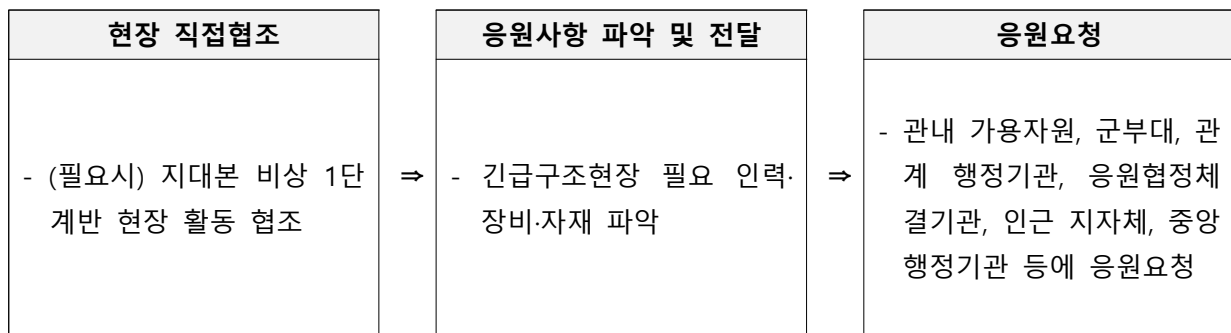 현장 직접협조
- (필요시) 지대본 비상 1단
계반 현장 활동 협조
⇒
응원사항 파악 및 전달
- 긴급구조현장 필요 인력·
장비·자재 파악
⇒
응원요청
- 관내 가용자원, 군부대, 관
계 행정기관, 응원협정체
결기관, 인근 지자체, 중앙
행정기관 등에 응원요청